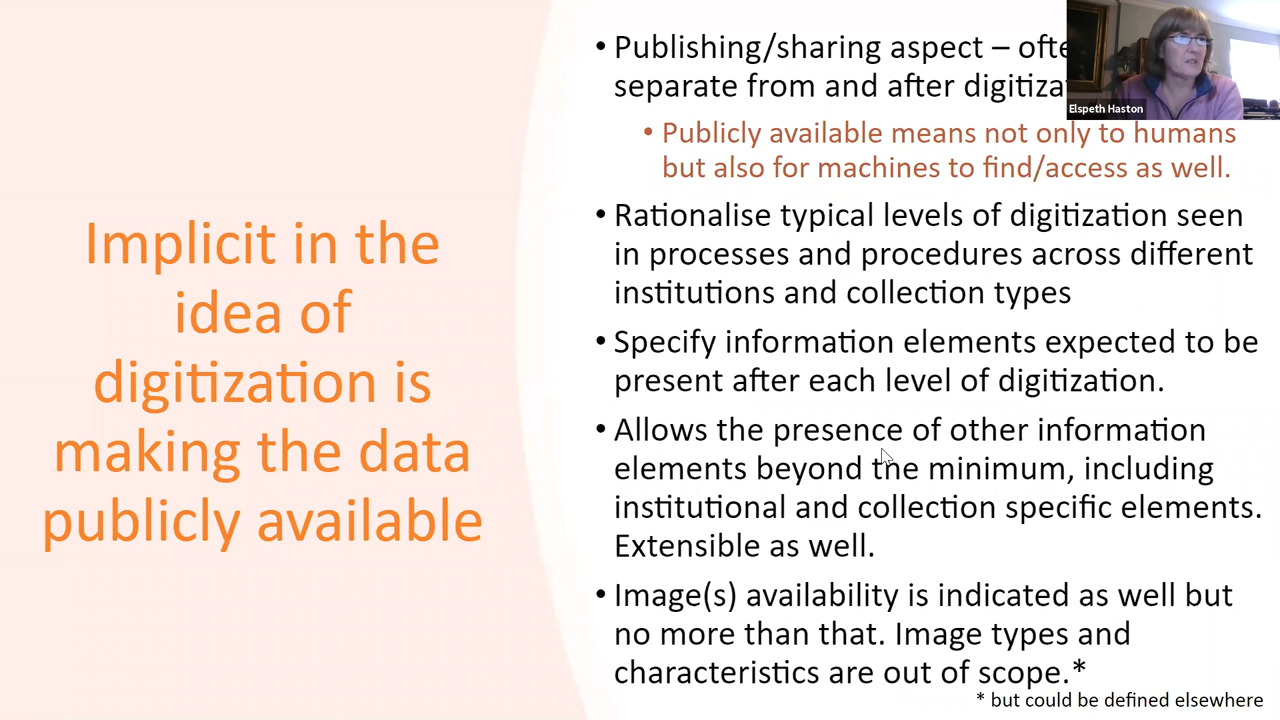 Implicit in the
idea of
digitization is
making the data
publicly available
• Publishing/sharing aspect –
separate from and after
• Publicly available means not only to humans
but also for machines to find/access as well.
• Rationalise typical levels of digitization seen
in processes and procedures across different
institutions and collection types
• Specify information elements expected to be
present after each level of digitization.
• Allows the presence of other information
elements beyond the minimum, including
institutional and collection specific elements.
Extensible as well.
• Image(s) availability is indicated as well but
no more than that. Image types and
characteristics are out of scope.*
* but could be defined elsewhere
Elspeth Haston